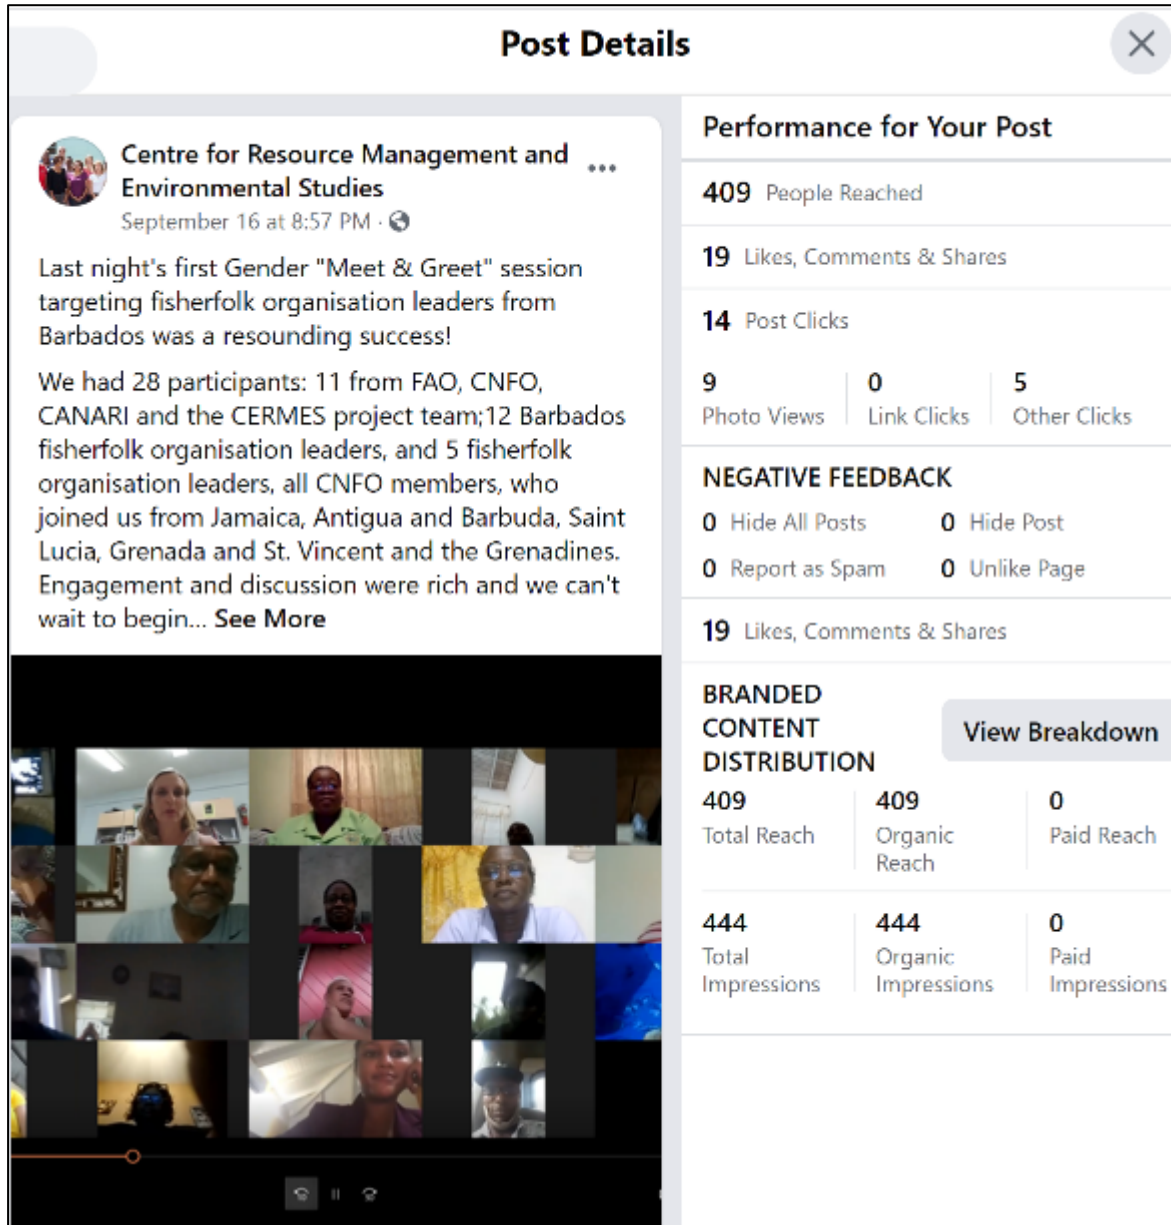 Post Details
Centre for Resource Management and
Environmental Studies
September 16 at 8:57 PM ·
Last night's first Gender "Meet & Greet" session
targeting fisherfolk organisation leaders from
Barbados was a resounding success!
We had 28 participants: 11 from FAO, CNFO,
CANARI and the CERMES project team;12 Barbados
fisherfolk organisation leaders, and 5 fisherfolk
organisation leaders, all CNFO members, who
joined us from Jamaica, Antigua and Barbuda, Saint
Lucia, Grenada and St. Vincent and the Grenadines.
Engagement and discussion were rich and we can't
wait to begin... See More
Performance for Your Post
409 People Reached
19 Likes, Comments & Shares
14 Post Clicks
9 0 5
Photo Views Link Clicks Other Clicks
NEGATIVE FEEDBACK
0 Hide All Posts 0 Hide Post
0 Report as Spam 0 Unlike Page
19 Likes, Comments & Shares
BRANDED
CONTENT
DISTRIBUTION
View Breakdown
409 409 0
Total Reach Organic Paid Reach
Reach
444 444 0
Total Organic Paid
Impressions Impressions Impressions